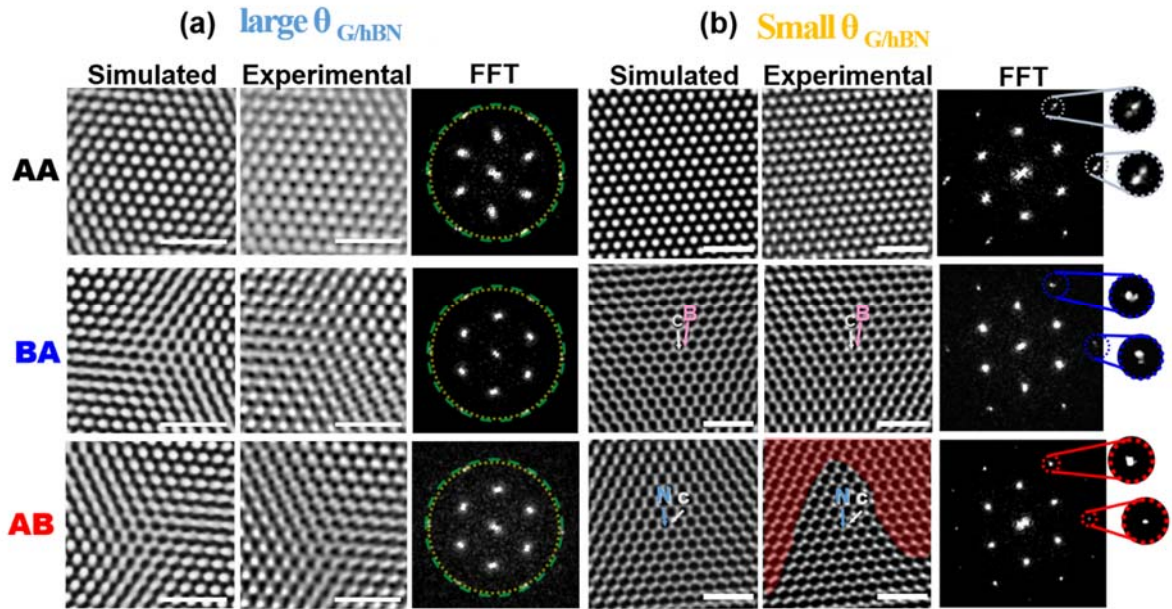 (a) large θ G/hBN (b) Small θ G/hBN
Simulated Experimental FFT Simulated Experimental FFT
AA
BA
C B C B
AB
N C N C